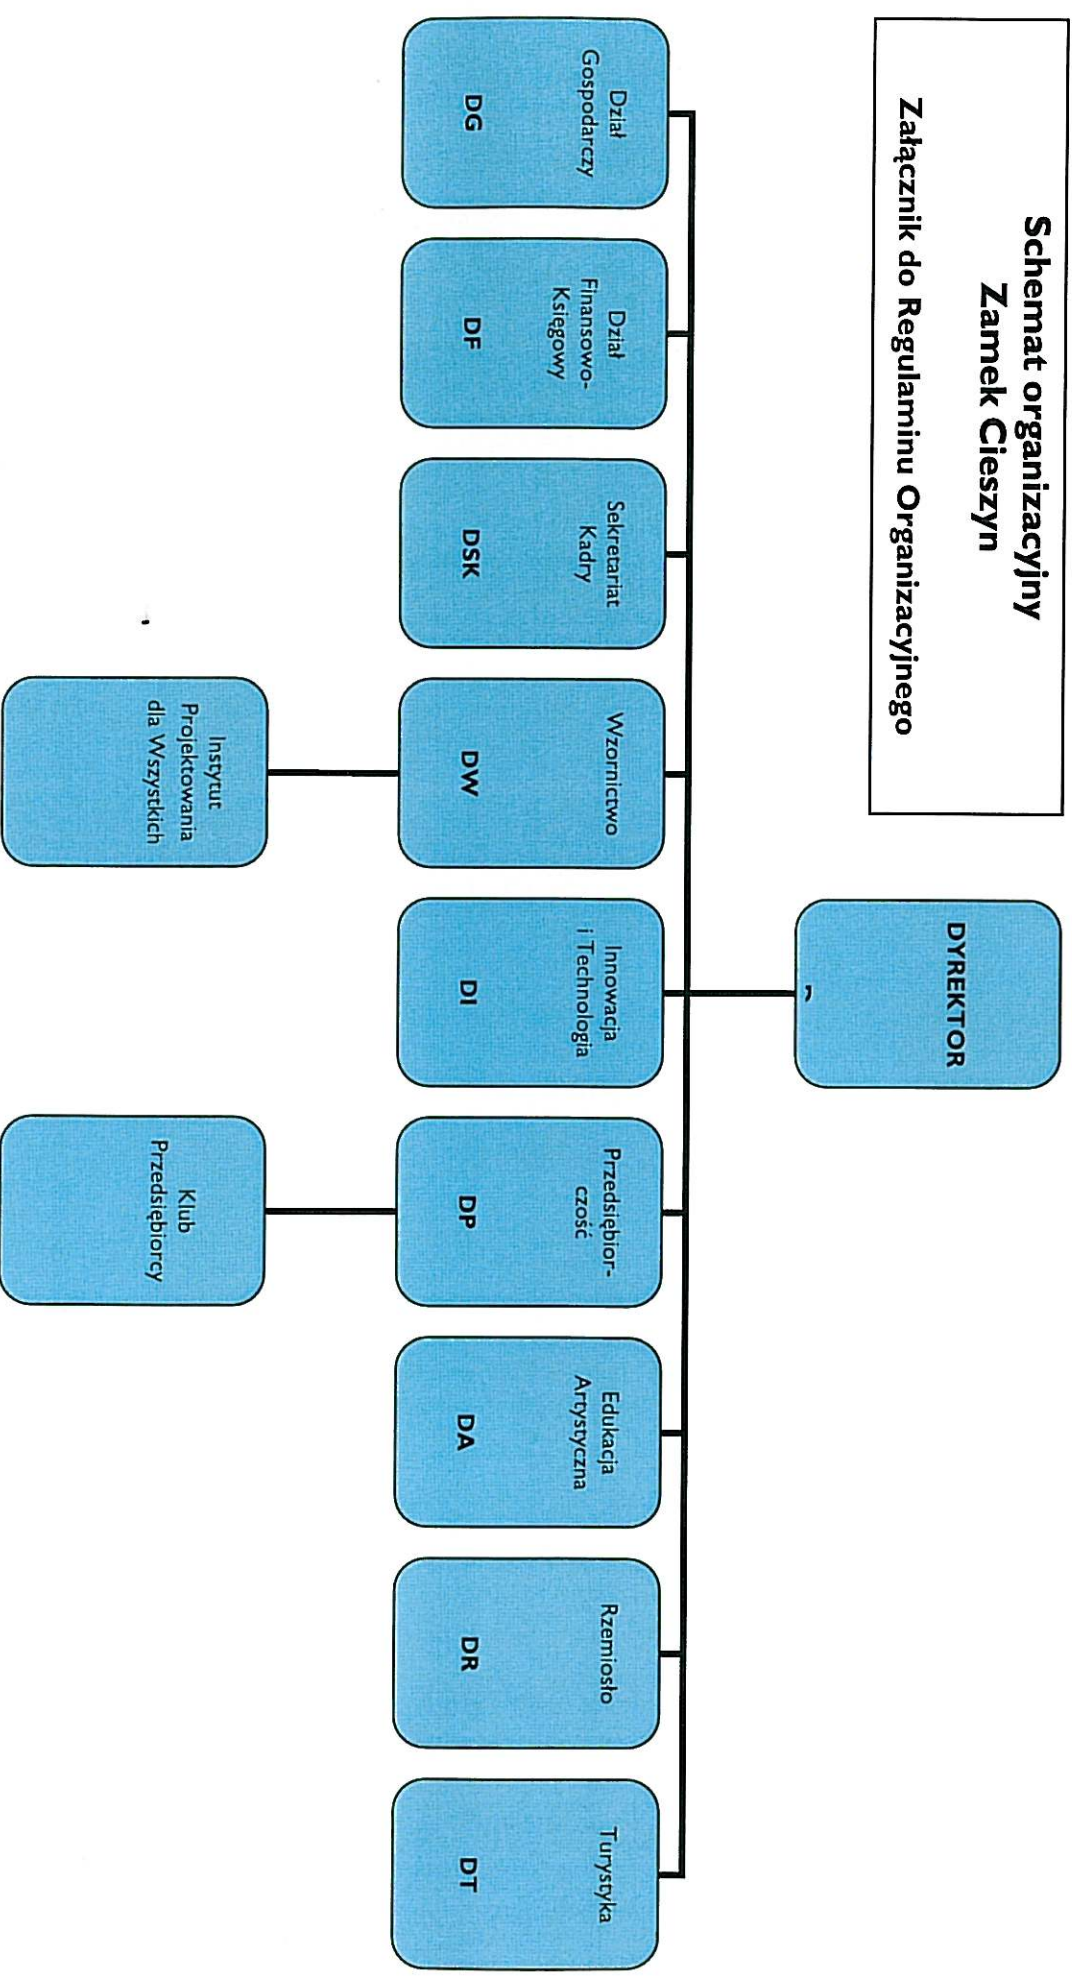 Schemat organizacyjny
Zamek Cieszyn
Załącznik do Regulaminu Organizacyjnego
DYREKTOR
Dział
Gospodarczy
DG
Dział
Finansowo-
Księgowy
DF
Sekretariat
Kadry
DSK
Wzornictwo
DW
Innowacja
i Technologia
DI
Przedsiębior-
czość
DP
Edukacja
Artystyczna
DA
Rzemiosło
DR
Turystyka
DT
Instytut
Projektowania
dla Wszystkich
Klub
Przedsiębiorcy